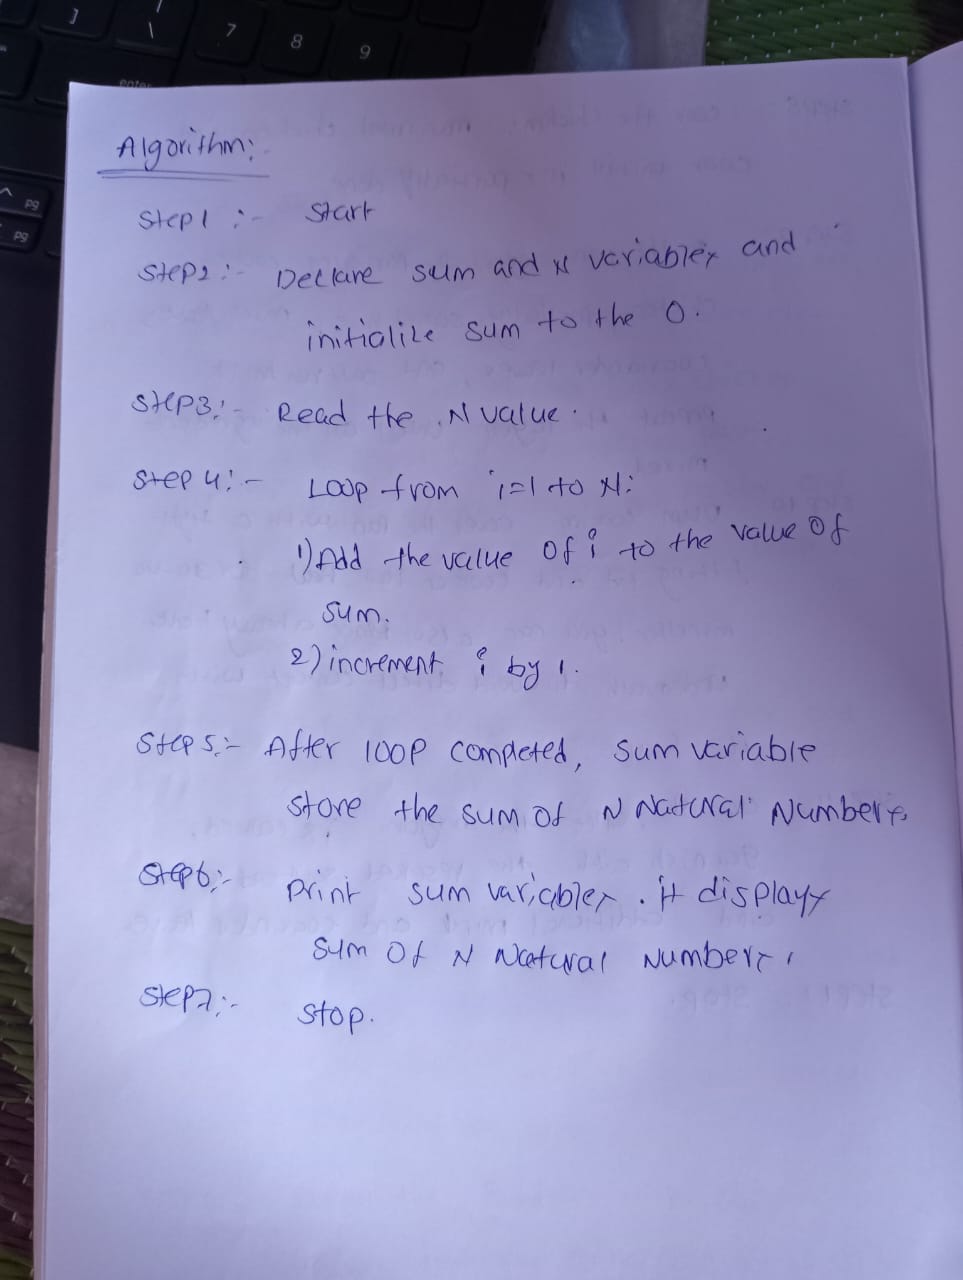 ]
\
7
8
9
enter
pg
pg
Algorithm:
Step1 :- Start
Step2 :- Declare sum and N variables and
initialize sum to the 0.
Step3:- Read the N value.
Step 4:- Loop from i=1 to N:
1) Add the value of i to the value of
sum.
2) increment i by 1.
Step 5:- After loop completed, sum variable
store the sum of N Natural Numbers
Step6:- print sum variables. it displays
sum of N Natural Numbers.
Step7:- stop.